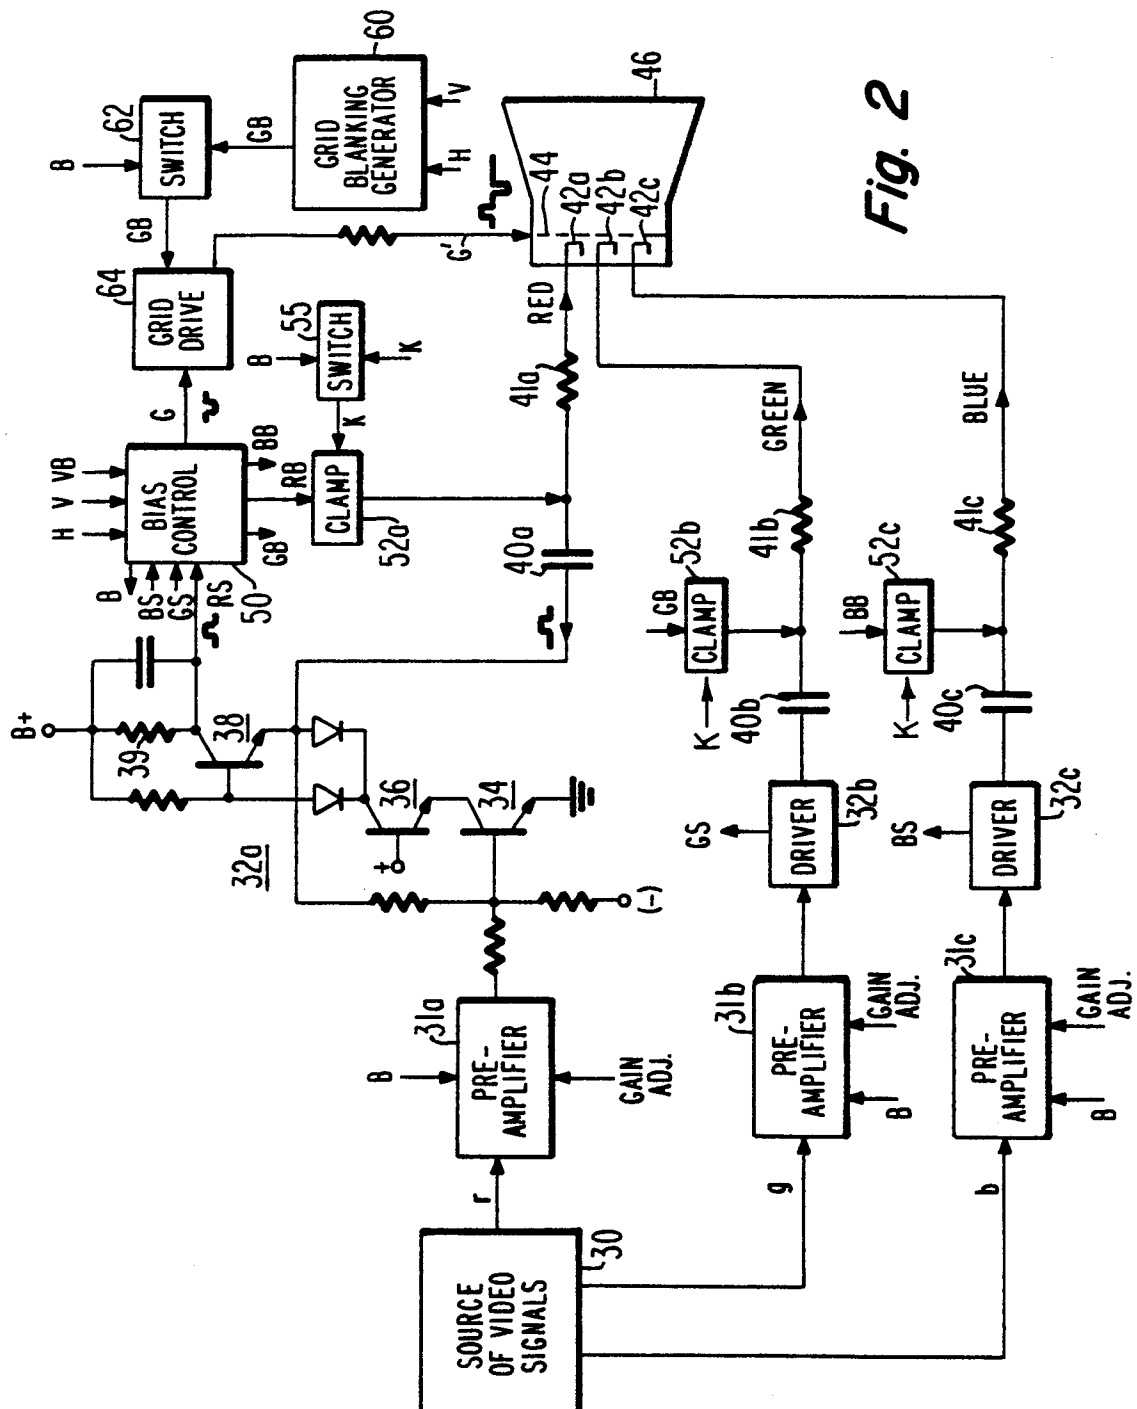 Fig. 2
SOURCE
OF VIDEO
SIGNALS
30
r
g
b
PRE-
AMPLIFIER
31a
B
GAIN
ADJ.
PRE-
AMPLIFIER
31b
B
GAIN
ADJ.
PRE-
AMPLIFIER
31c
B
GAIN
ADJ.
32a
34
36
38
39
B+
+
(-)
DRIVER
32b
GS
DRIVER
32c
BS
BIAS
CONTROL
50
B
BS
GS
RS
H
V
VB
GB
RB
BB
G
GRID
DRIVE
64
GB
SWITCH
62
B
GB
GRID
BLANKING
GENERATOR
60
H
V
G'
SWITCH
55
B
K
K
CLAMP
52a
40a
41a
RED
CLAMP
52b
GB
K
40b
41b
GREEN
CLAMP
52c
BB
K
40c
41c
BLUE
44
42a
42b
42c
46